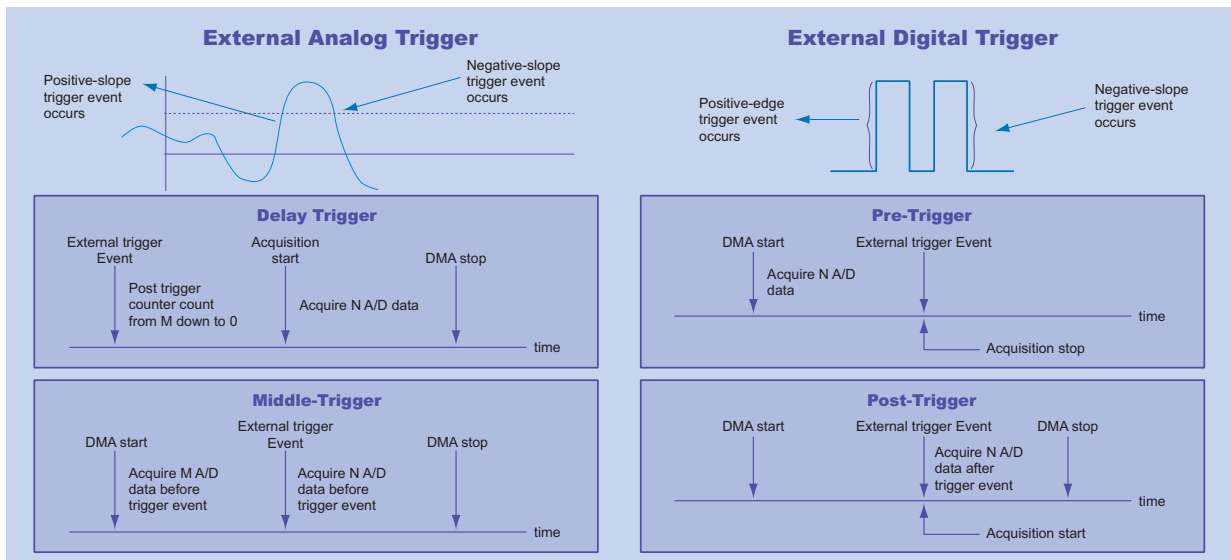 External Analog Trigger
Positive-slope
trigger event
occurs
Negative-slope
trigger event
occurs
External Digital Trigger
Positive-edge
trigger event
occurs
Negative-slope
trigger event
occurs
Delay Trigger
External trigger
Event
Acquisition
start
DMA stop
Post trigger
counter count
from M down to 0
Acquire N A/D data
time
Pre-Trigger
DMA start
External trigger Event
Acquire N A/D
data
time
Acquisition stop
Middle-Trigger
DMA start
External trigger
Event
DMA stop
Acquire M A/D
data before
trigger event
Acquire N A/D
data before
trigger event
time
Post-Trigger
DMA start
External trigger Event
DMA stop
Acquire N A/D
data after
trigger event
time
Acquisition start